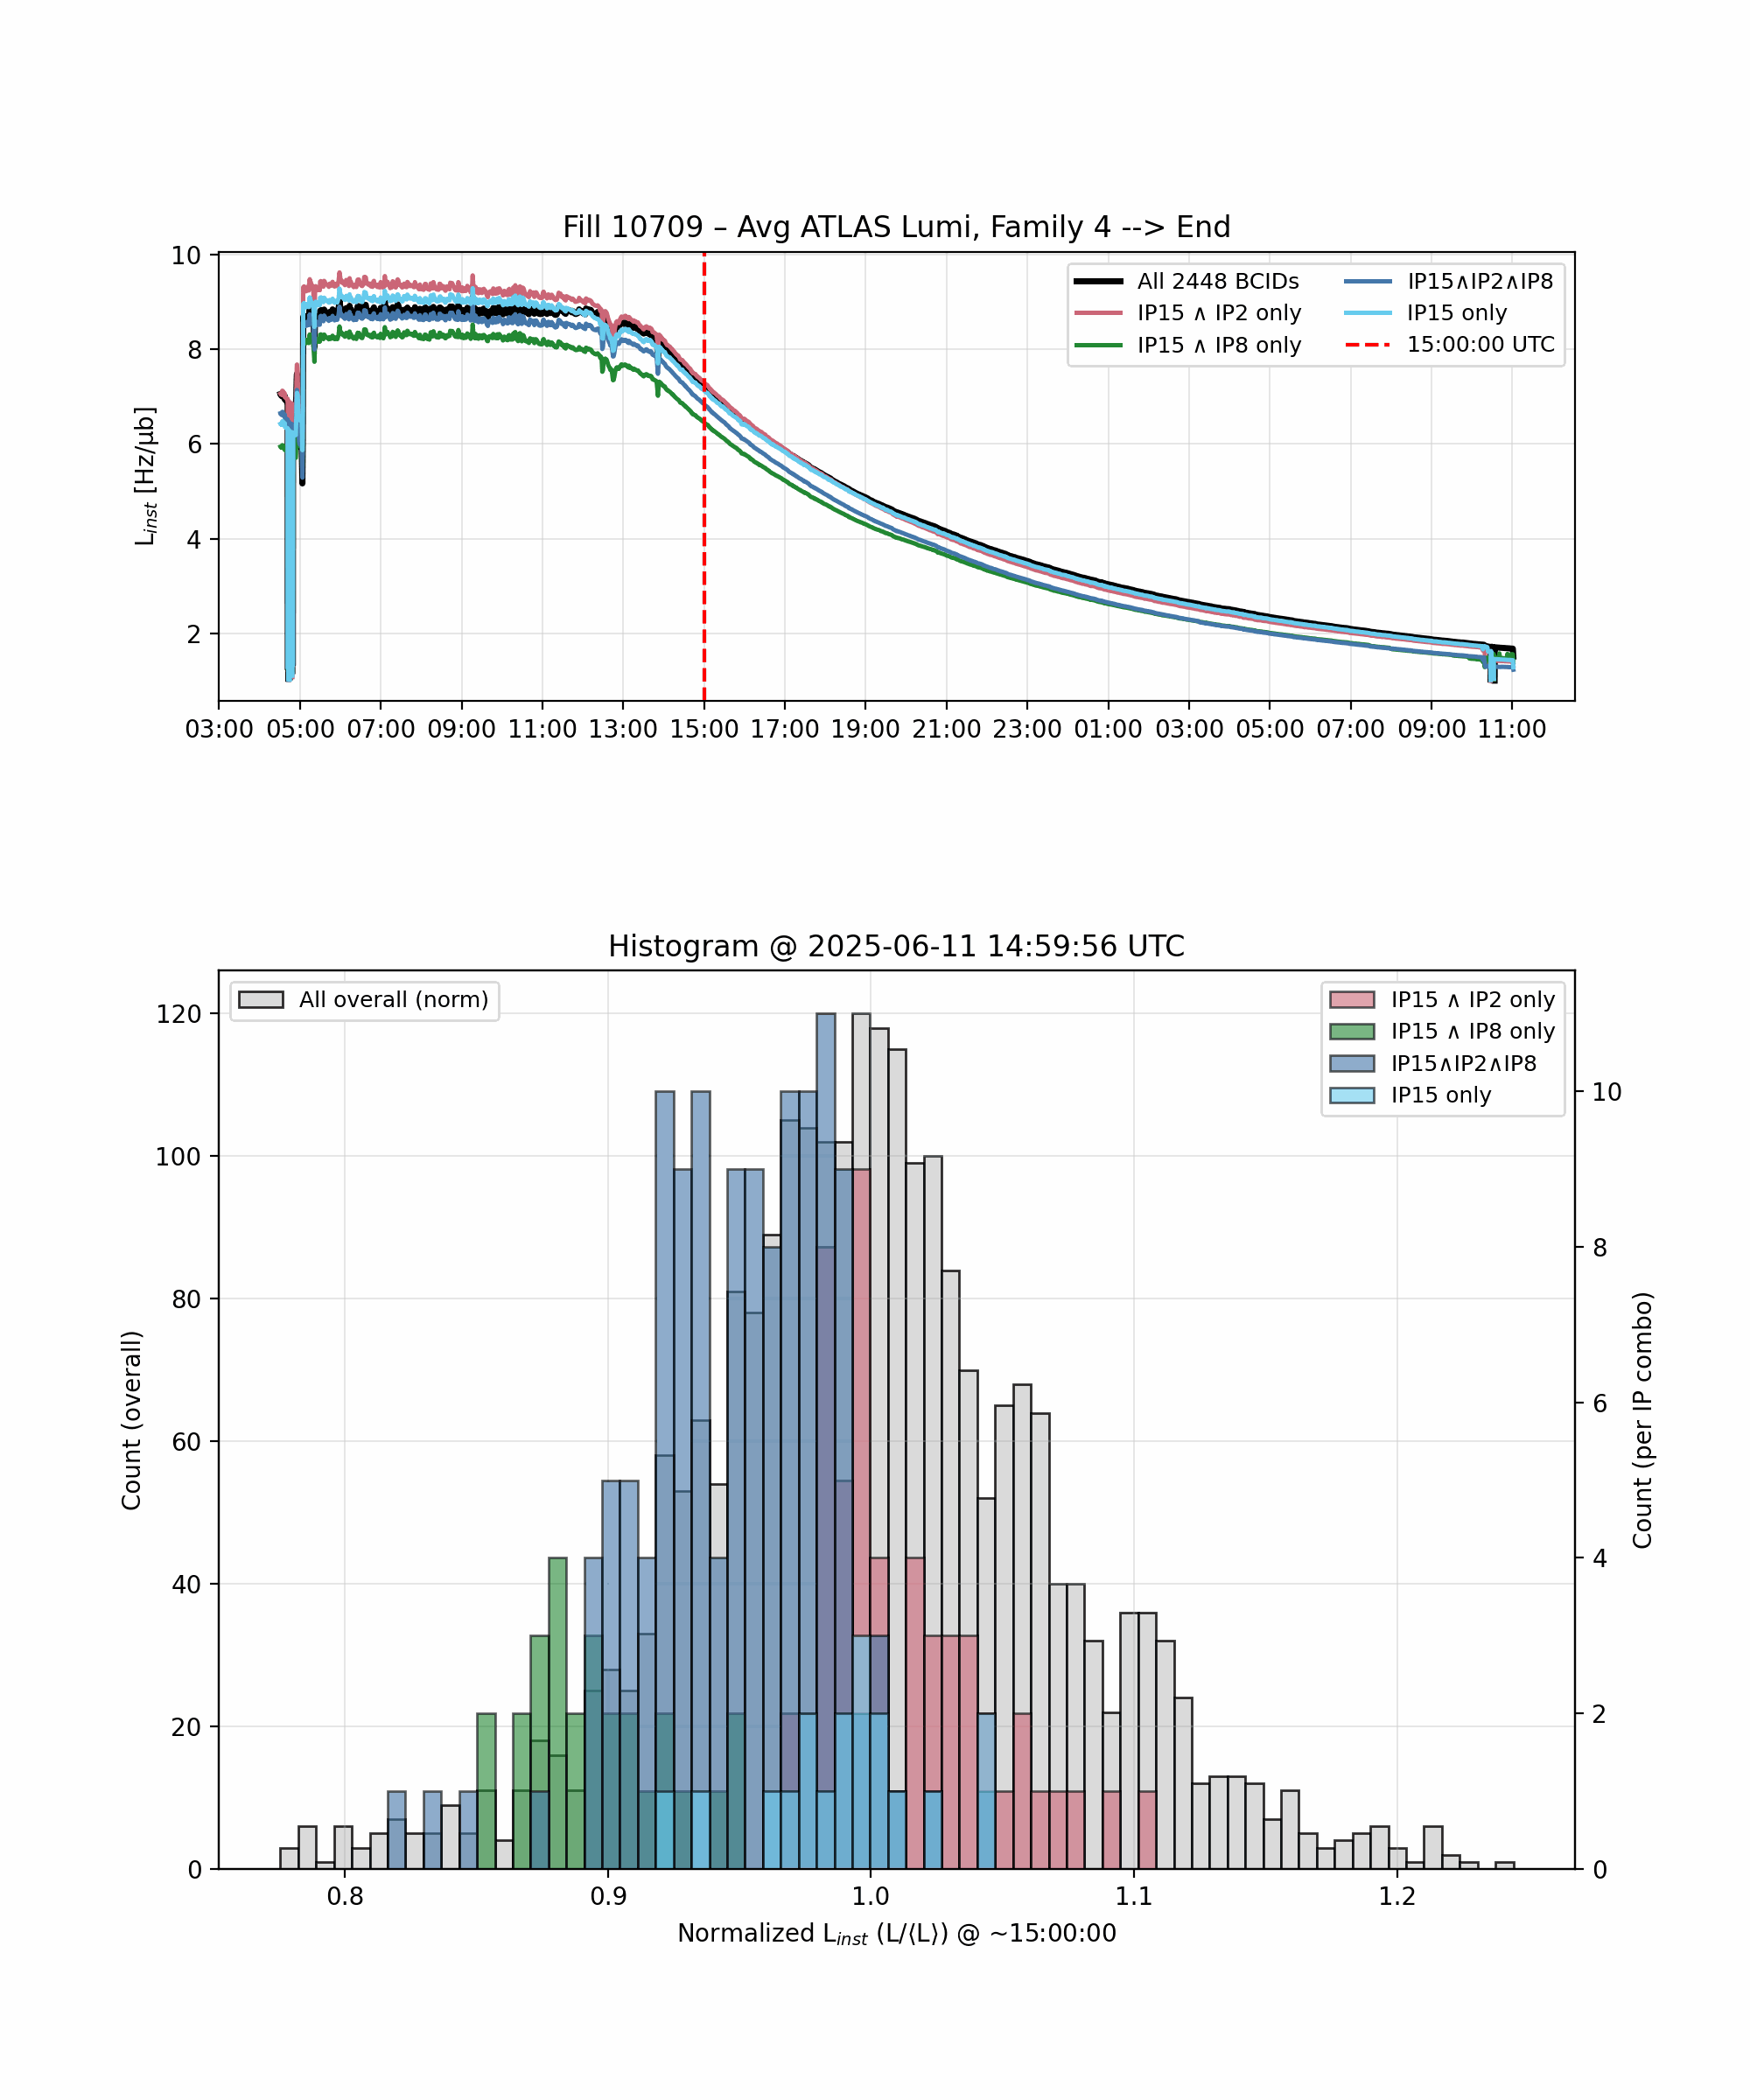 Fill 10709 – Avg ATLAS Lumi, Family 4 --> End
10
8
6
4
2
L_inst [Hz/μb]
All 2448 BCIDs
IP15 ∧ IP2 only
IP15 ∧ IP8 only
IP15∧IP2∧IP8
IP15 only
15:00:00 UTC
03:00 05:00 07:00 09:00 11:00 13:00 15:00 17:00 19:00 21:00 23:00 01:00 03:00 05:00 07:00 09:00 11:00
Histogram @ 2025-06-11 14:59:56 UTC
All overall (norm)
IP15 ∧ IP2 only
IP15 ∧ IP8 only
IP15∧IP2∧IP8
IP15 only
120
100
80
60
40
20
0
Count (overall)
10
8
6
4
2
0
Count (per IP combo)
0.8 0.9 1.0 1.1 1.2
Normalized L_inst (L/⟨L⟩) @ ~15:00:00